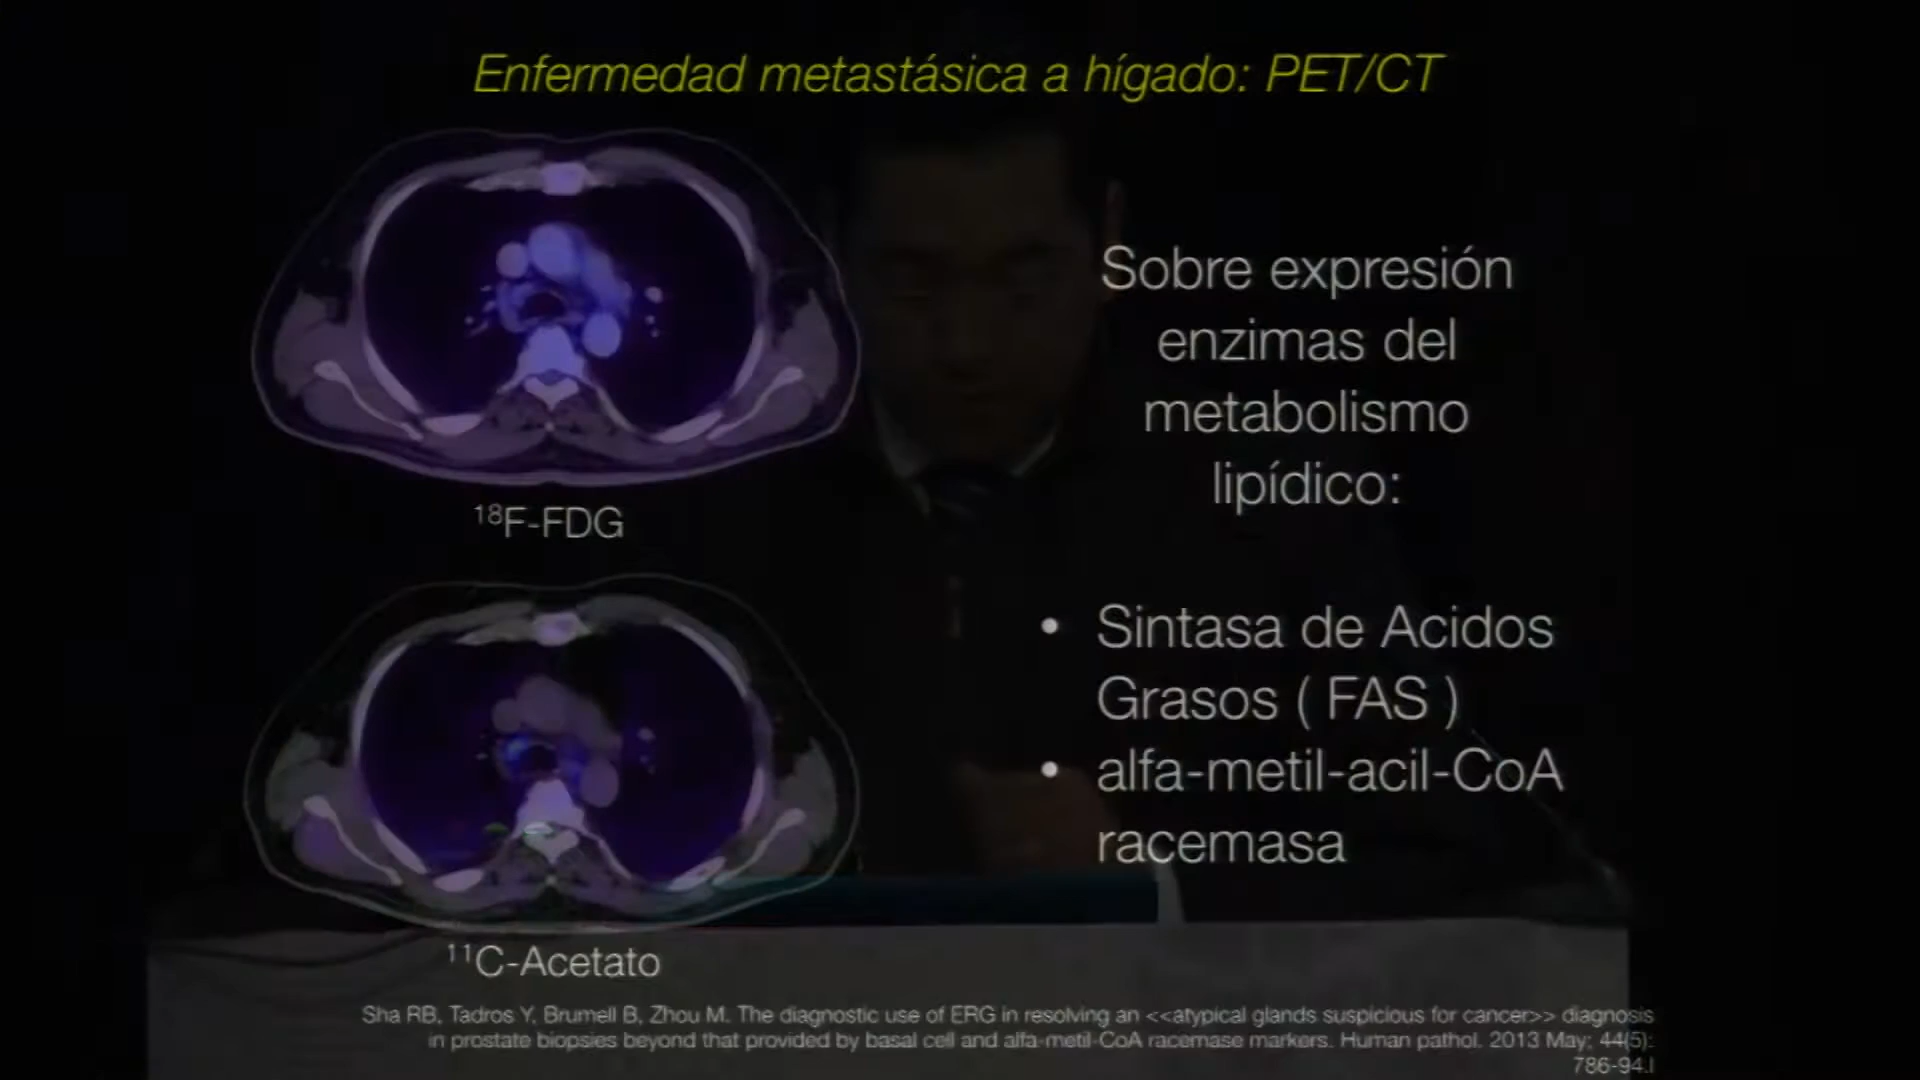 Enfermedad metastásica a hígado: PET/CT
18F-FDG
11C-Acetato
Sobre expresión
enzimas del
metabolismo
lipídico:
• Sintasa de Acidos
Grasos ( FAS )
• alfa-metil-acil-CoA
racemasa
Sha RB, Tadros Y, Brumell B, Zhou M. The diagnostic use of ERG in resolving an <<atypical glands suspicious for cancer>> diagnosis
in prostate biopsies beyond that provided by basal cell and alfa-metil-CoA racemase markers. Human pathol. 2013 May; 44(5):
786-94.I